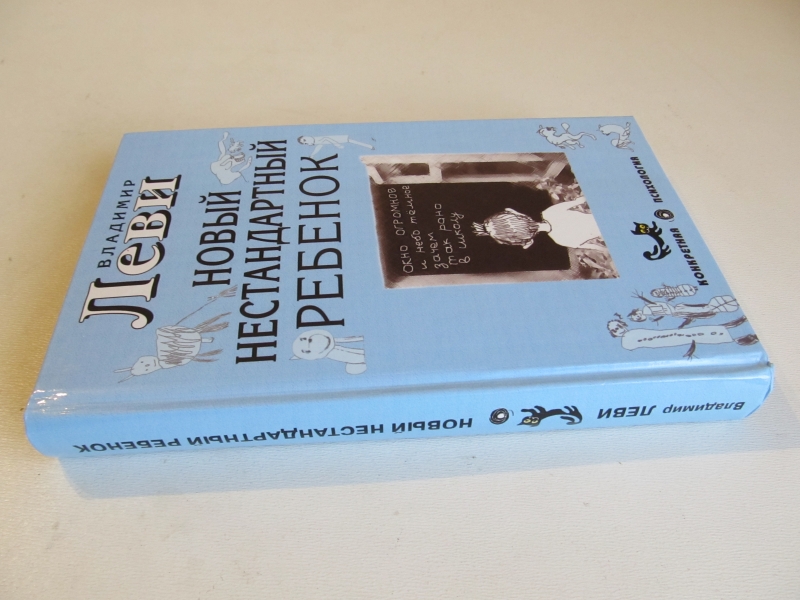 ВЛАДИМИР
Леви
НОВЫЙ
НЕСТАНДАРТНЫЙ
РЕБЕНОК
окно огромное
и небо темное
зачем
так рано
в школу
КОНКРЕТНАЯ ПСИХОЛОГИЯ
Владимир ЛЕВИ НОВЫЙ НЕСТАНДАРТНЫЙ РЕБЕНОК